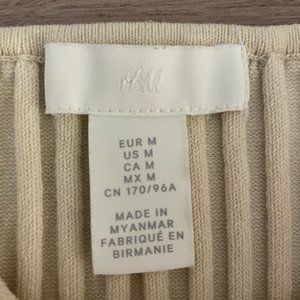 H&M
EUR M
US M
CA M
MX M
CN 170/96A
MADE IN
MYANMAR
FABRIQUÉ EN
BIRMANIE